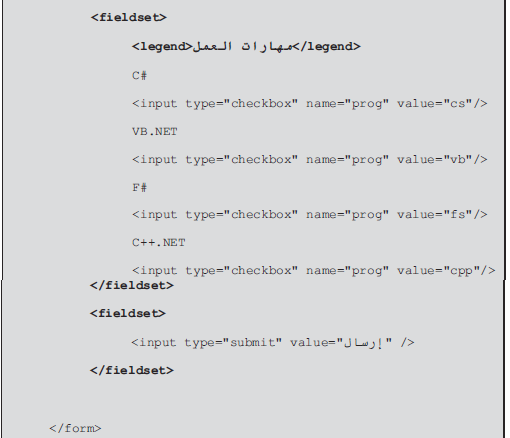 <fieldset>
<legend>مهارات العمل</legend>
C#
<input type="checkbox" name="prog" value="cs"/>
VB.NET
<input type="checkbox" name="prog" value="vb"/>
F#
<input type="checkbox" name="prog" value="fs"/>
C++.NET
<input type="checkbox" name="prog" value="cpp"/>
</fieldset>
<fieldset>
<input type="submit" value="إرسال" />
</fieldset>
</form>